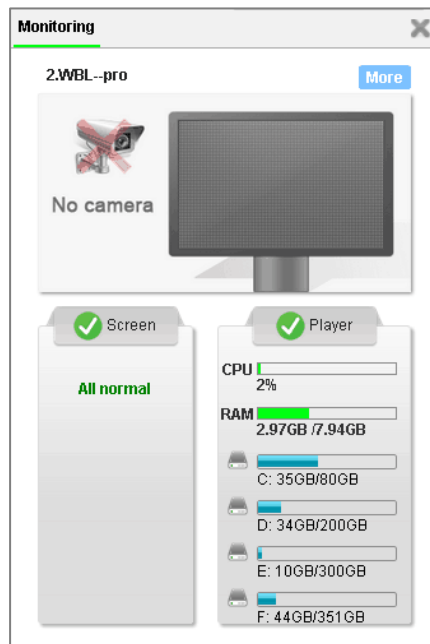 Monitoring
2.WBL--pro
More
No camera
Screen
All normal
Player
CPU
2%
RAM
2.97GB /7.94GB
C: 35GB/80GB
D: 34GB/200GB
E: 10GB/300GB
F: 44GB/351GB